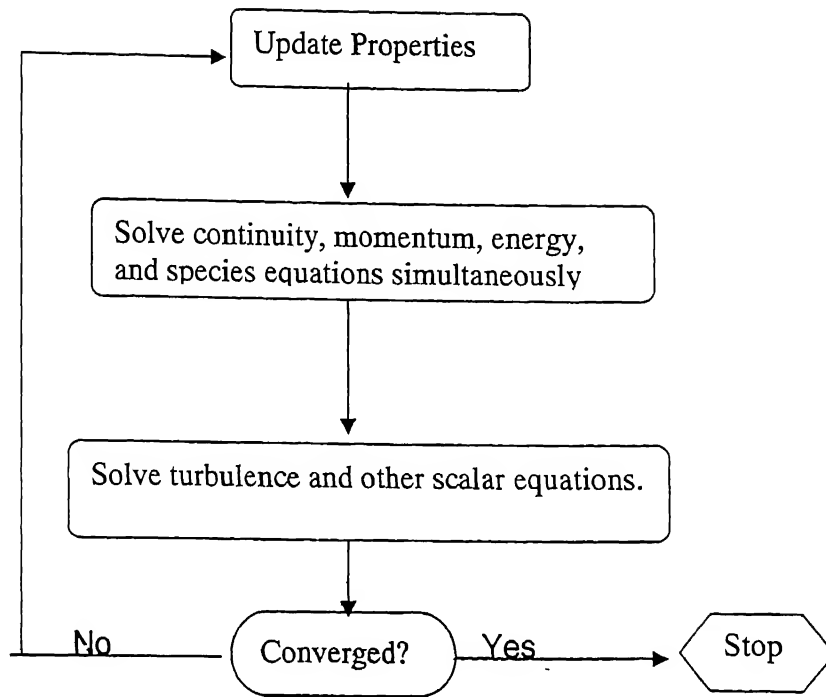 Update Properties
Solve continuity, momentum, energy,
and species equations simultaneously
Solve turbulence and other scalar equations.
No
Converged?
Yes
Stop